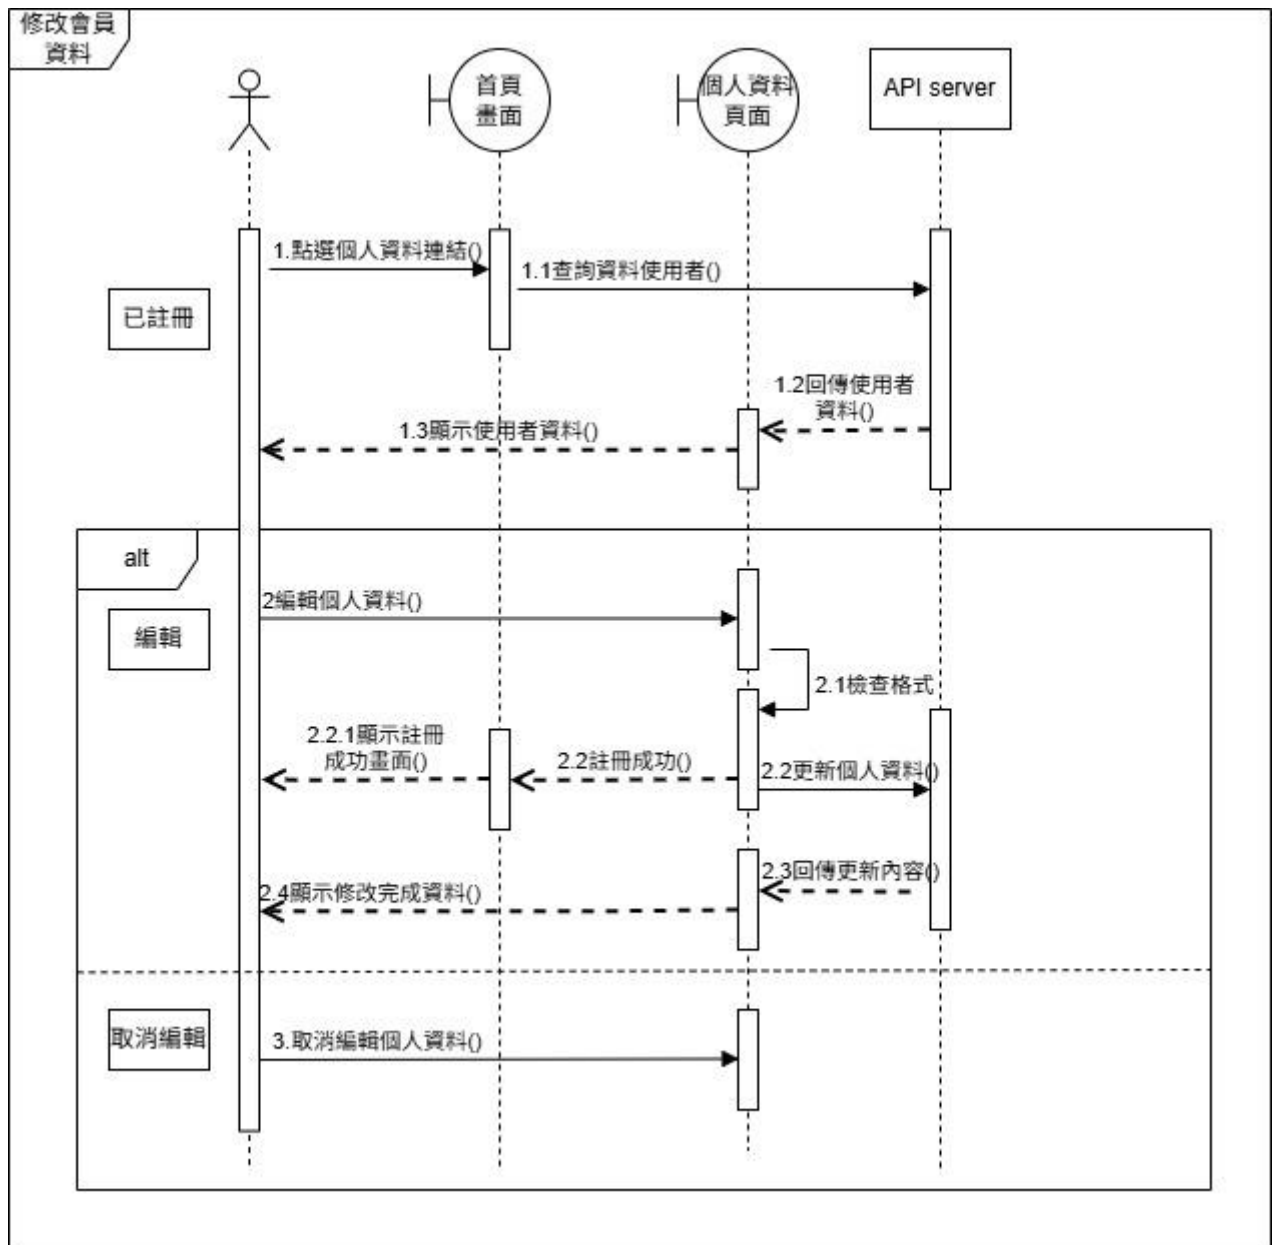 修改會員
資料
首頁
畫面
個人資料
頁面
API server
1.點選個人資料連結()
1.1查詢資料使用者()
已註冊
1.2回傳使用者
資料()
1.3顯示使用者資料()
alt
2編輯個人資料()
編輯
2.1檢查格式
2.2.1顯示註冊
成功畫面()
2.2註冊成功()
2.2更新個人資料()
2.3回傳更新內容()
2.4顯示修改完成資料()
取消編輯
3.取消編輯個人資料()